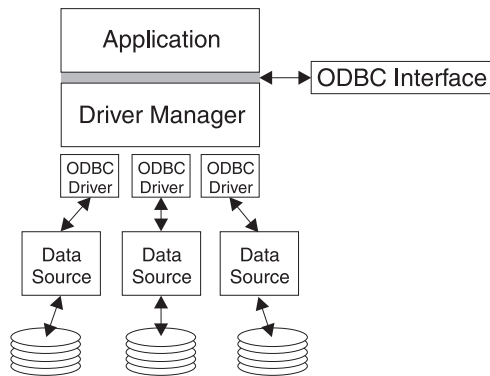 Application
ODBC Interface
Driver Manager
ODBC
Driver
ODBC
Driver
ODBC
Driver
Data
Source
Data
Source
Data
Source